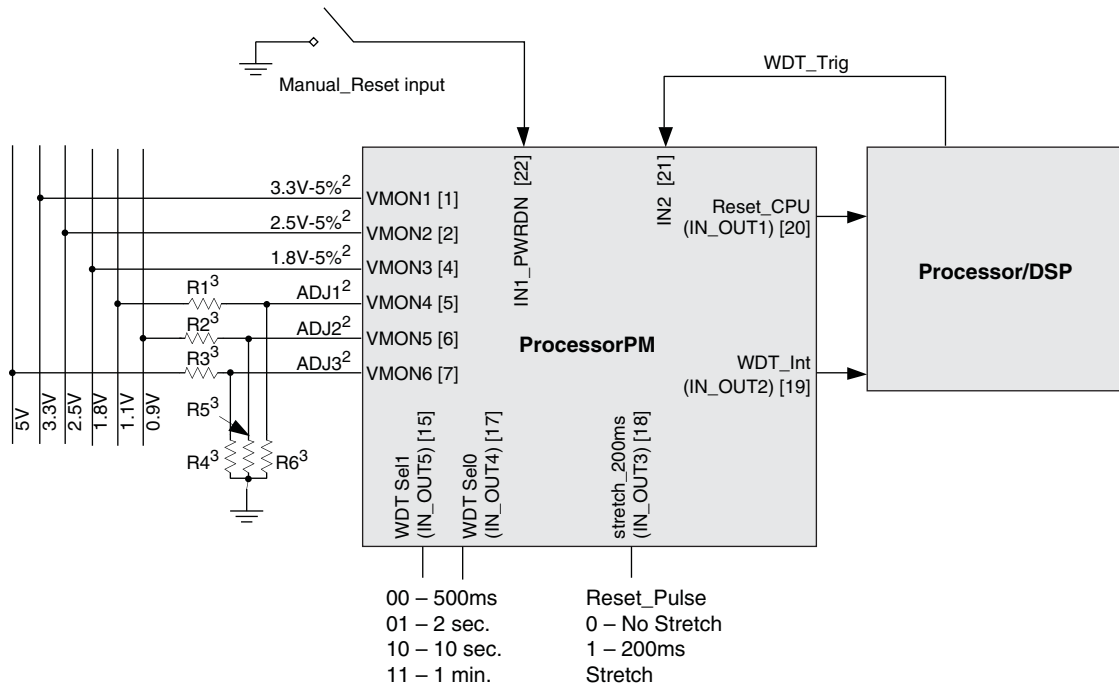 Manual_Reset input
WDT_Trig
IN1_PWRDN [22]
IN2 [21]
3.3V-5%2
VMON1 [1]
2.5V-5%2
VMON2 [2]
1.8V-5%2
VMON3 [4]
R13
ADJ12
VMON4 [5]
R23
ADJ22
VMON5 [6]
R33
ADJ32
VMON6 [7]
Reset_CPU
(IN_OUT1) [20]
Processor/DSP
ProcessorPM
WDT_Int
(IN_OUT2) [19]
5V
3.3V
2.5V
1.8V
1.1V
0.9V
R53
R43
R63
WDT Sel1
(IN_OUT5) [15]
WDT Sel0
(IN_OUT4) [17]
stretch_200ms
(IN_OUT3) [18]
00 – 500ms
01 – 2 sec.
10 – 10 sec.
11 – 1 min.
Reset_Pulse
0 – No Stretch
1 – 200ms
Stretch